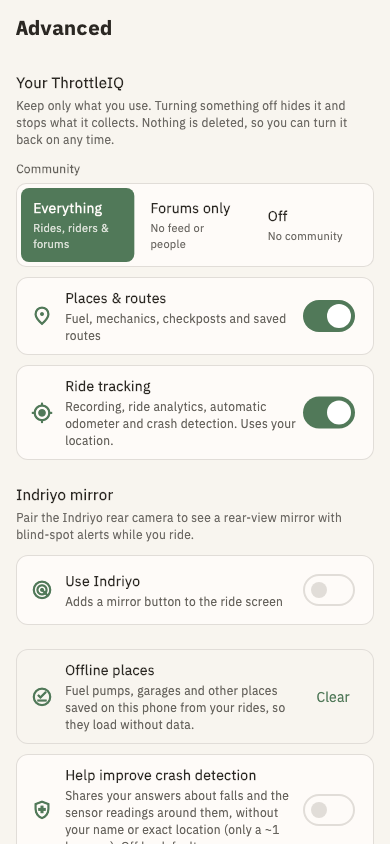 Advanced
Your ThrottleIQ
Keep only what you use. Turning something off hides it and
stops what it collects. Nothing is deleted, so you can turn it
back on any time.
Community
Everything
Rides, riders &
forums
Forums only
No feed or
people
Off
No community
Places & routes
Fuel, mechanics, checkposts and saved
routes
Ride tracking
Recording, ride analytics, automatic
odometer and crash detection. Uses your
location.
Indriyo mirror
Pair the Indriyo rear camera to see a rear-view mirror with
blind-spot alerts while you ride.
Use Indriyo
Adds a mirror button to the ride screen
Offline places
Fuel pumps, garages and other places
saved on this phone from your rides, so
they load without data.
Clear
Help improve crash detection
Shares your answers about falls and the
sensor readings around them, without
your name or exact location (only a ~1